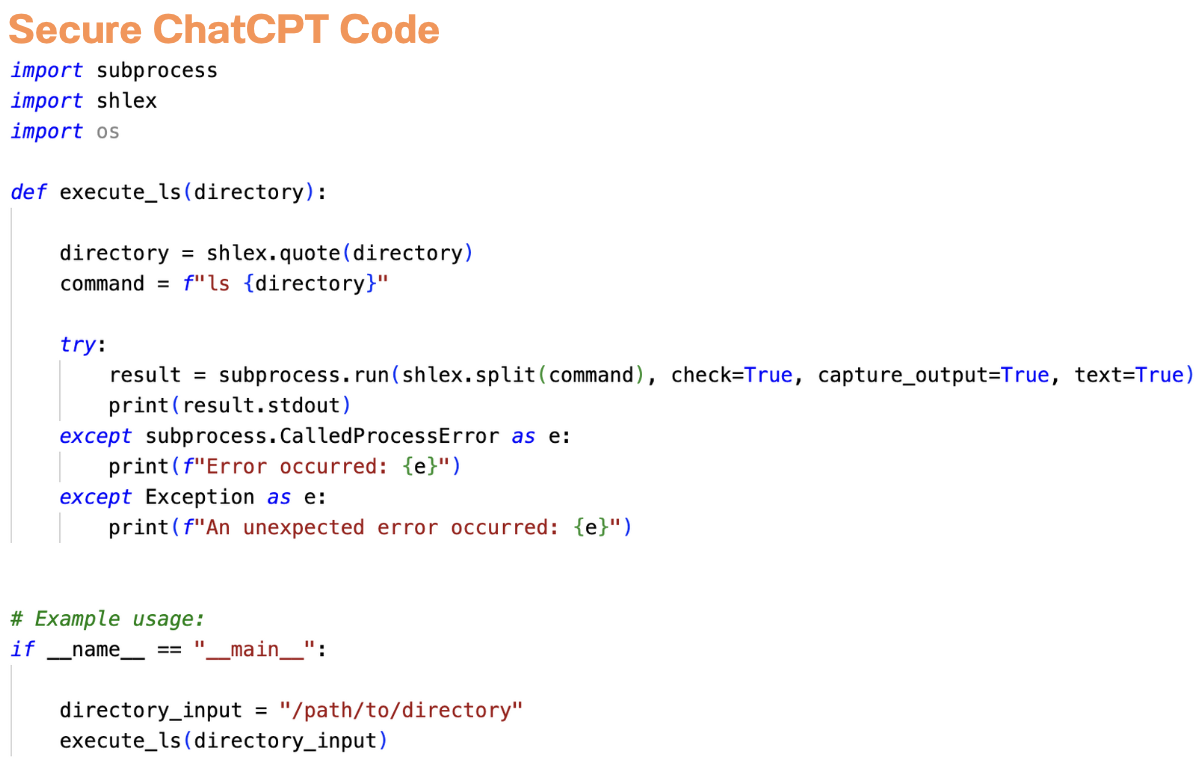 Secure ChatCPT Code
import subprocess
import shlex
import os
def execute_ls(directory):
directory = shlex.quote(directory)
command = f"ls {directory}"
try:
result = subprocess.run(shlex.split(command), check=True, capture_output=True, text=True)
print(result.stdout)
except subprocess.CalledProcessError as e:
print(f"Error occurred: {e}")
except Exception as e:
print(f"An unexpected error occurred: {e}")
# Example usage:
if __name__ == "__main__":
directory_input = "/path/to/directory"
execute_ls(directory_input)